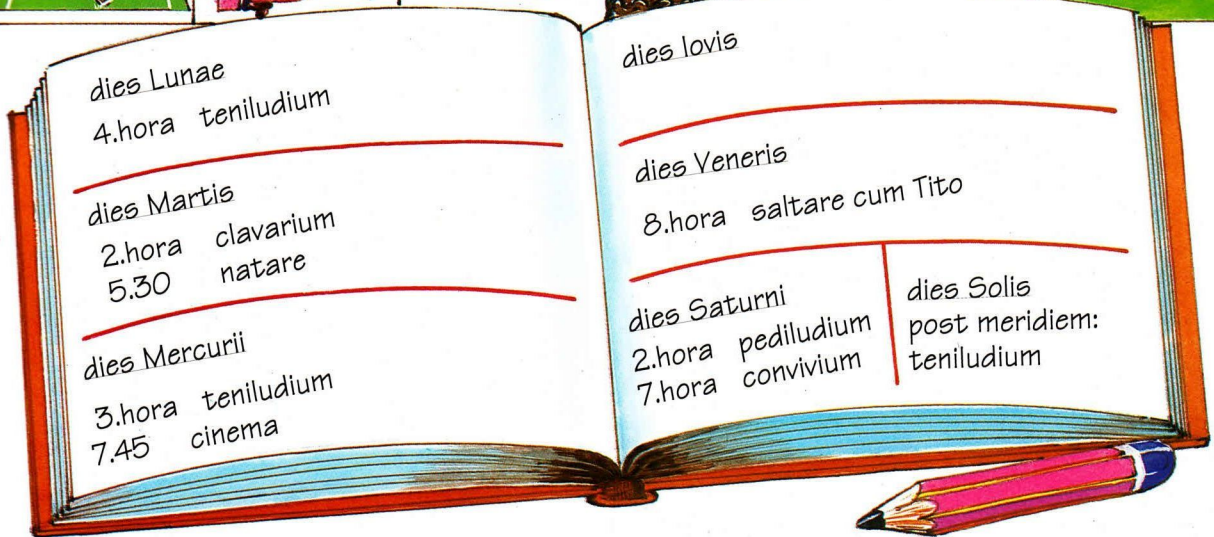 dies Lunae
4.hora teniludium
dies Martis
2.hora clavarium
5.30 natare
dies Mercurii
3.hora teniludium
7.45 cinema
dies Iovis
dies Veneris
8.hora saltare cum Tito
dies Saturni
2.hora pediludium
7.hora convivium
dies Solis
post meridiem:
teniludium